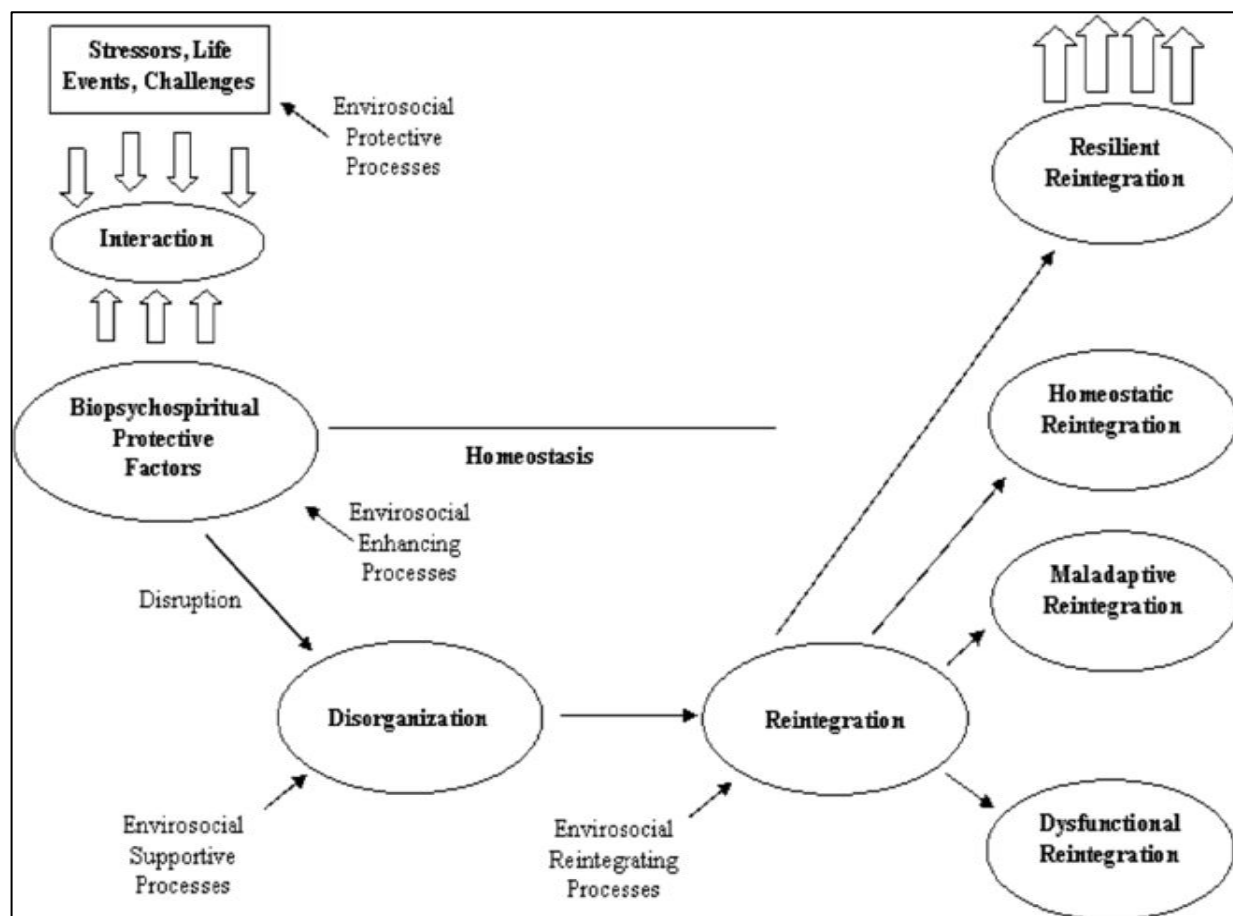 Stressors, Life
Events, Challenges
Envirosocial
Protective
Processes
Interaction
Biopsychospiritual
Protective
Factors
Homeostasis
Envirosocial
Enhancing
Processes
Disruption
Disorganization
Envirosocial
Supportive
Processes
Reintegration
Envirosocial
Reintegrating
Processes
Resilient
Reintegration
Homeostatic
Reintegration
Maladaptive
Reintegration
Dysfunctional
Reintegration